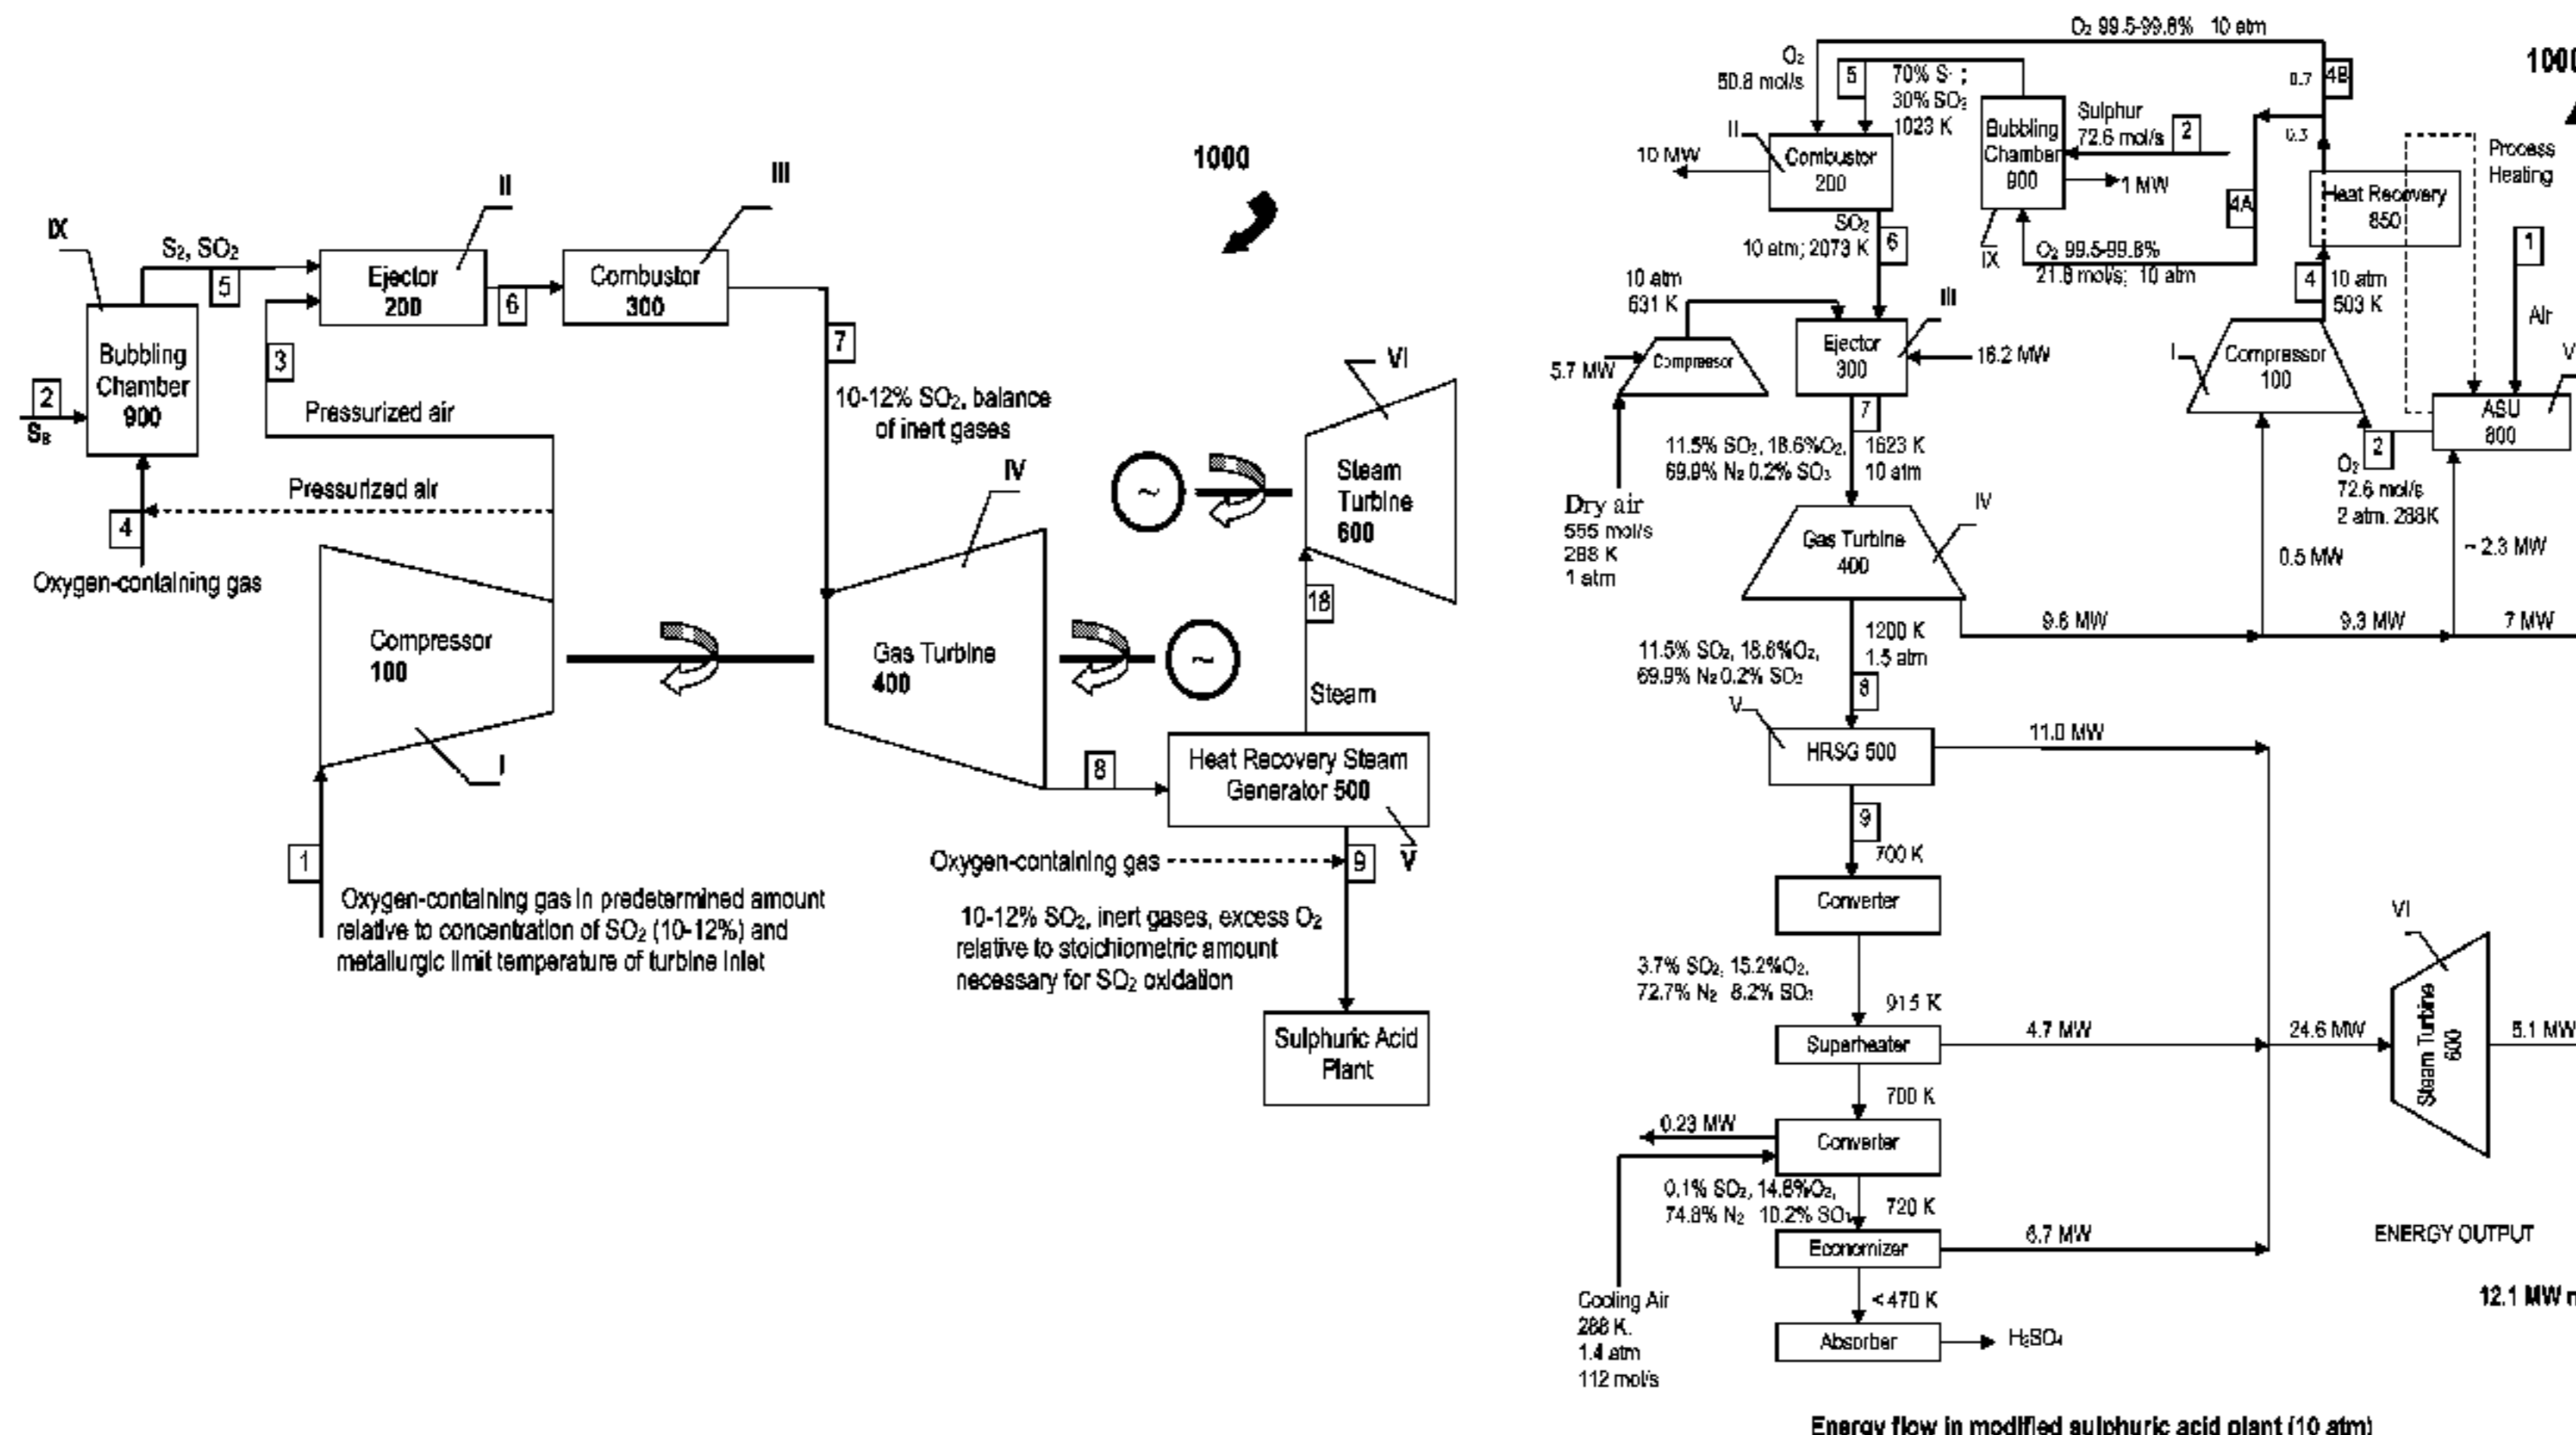 1000
IX
II
III
S2, SO2
5
Ejector
200
6
Combustor
300
Bubbling
Chamber
900
2
S8
3
7
Pressurized air
10-12% SO2, balance
of inert gases
VI
Pressurized air
4
Oxygen-containing gas
IV
~
Steam
Turbine
600
18
Compressor
100
Gas Turbine
400
~
Steam
I
8
Heat Recovery Steam
Generator 500
1
Oxygen-containing gas
9
V
Oxygen-containing gas in predetermined amount
relative to concentration of SO2 (10-12%) and
metallurgic limit temperature of turbine inlet
10-12% SO2, inert gases, excess O2
relative to stoichiometric amount
necessary for SO2 oxidation
Sulphuric Acid
Plant
O2 99.5-99.8% 10 atm
1000
O2
50.8 mol/s
5
70% S
30% SO2
1023 K
0.7
4B
II
Bubbling
Chamber
900
Sulphur
72.6 mol/s
2
0.3
Process
Heating
10 MW
Combustor
200
1 MW
4A
Heat Recovery
850
SO2
10 atm; 2073 K
6
IX
O2 99.5-99.8%
21.8 mol/s; 10 atm
1
4
10 atm
503 K
Air
10 atm
631 K
III
5.7 MW
Compressor
Ejector
300
16.2 MW
I
Compressor
100
ASU
800
7
11.5% SO2, 18.6%O2,
69.9% N2 0.2% SO3
1623 K
10 atm
2
O2
72.6 mol/s
2 atm. 288K
Dry air
555 mol/s
288 K
1 atm
IV
Gas Turbine
400
0.5 MW
~ 2.3 MW
9.8 MW
9.3 MW
7 MW
11.5% SO2, 18.6%O2,
69.9% N2 0.2% SO3
1200 K
1.5 atm
8
V
HRSG 500
11.0 MW
9
700 K
Converter
3.7% SO2, 15.2%O2,
72.7% N2 8.2% SO3
915 K
VI
Superheater
4.7 MW
24.6 MW
Steam Turbine
600
5.1 MW
700 K
0.23 MW
Converter
0.1% SO2, 14.8%O2,
74.8% N2 10.2% SO3
720 K
Economizer
6.7 MW
ENERGY OUTPUT
Cooling Air
288 K.
1.4 atm
112 mol/s
< 470 K
12.1 MW
Absorber
H2SO4
Energy flow in modified sulphuric acid plant (10 atm)